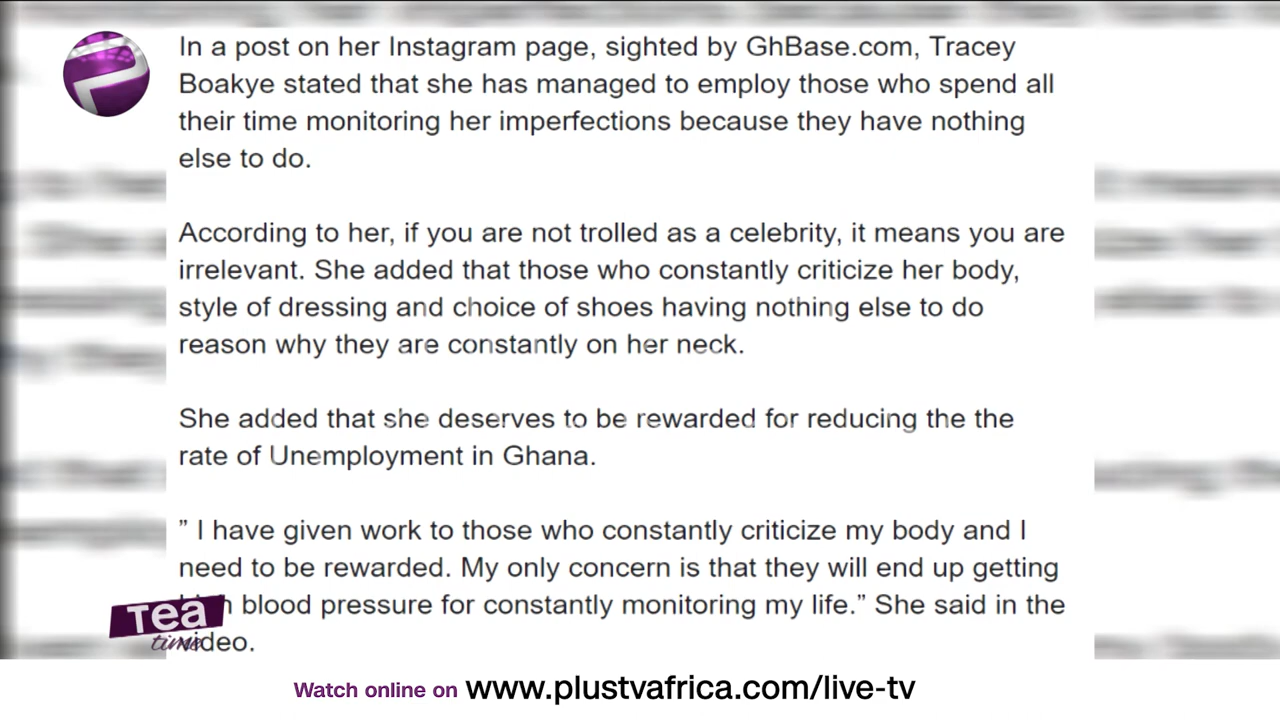 In a post on her Instagram page, sighted by GhBase.com, Tracey
Boakye stated that she has managed to employ those who spend all
their time monitoring her imperfections because they have nothing
else to do.
According to her, if you are not trolled as a celebrity, it means you are
irrelevant. She added that those who constantly criticize her body,
style of dressing and choice of shoes having nothing else to do
reason why they are constantly on her neck.
She added that she deserves to be rewarded for reducing the the
rate of Unemployment in Ghana.
” I have given work to those who constantly criticize my body and I
need to be rewarded. My only concern is that they will end up getting
blood pressure for constantly monitoring my life.” She said in the
video.
Tea
time
Watch online on www.plustvafrica.com/live-tv